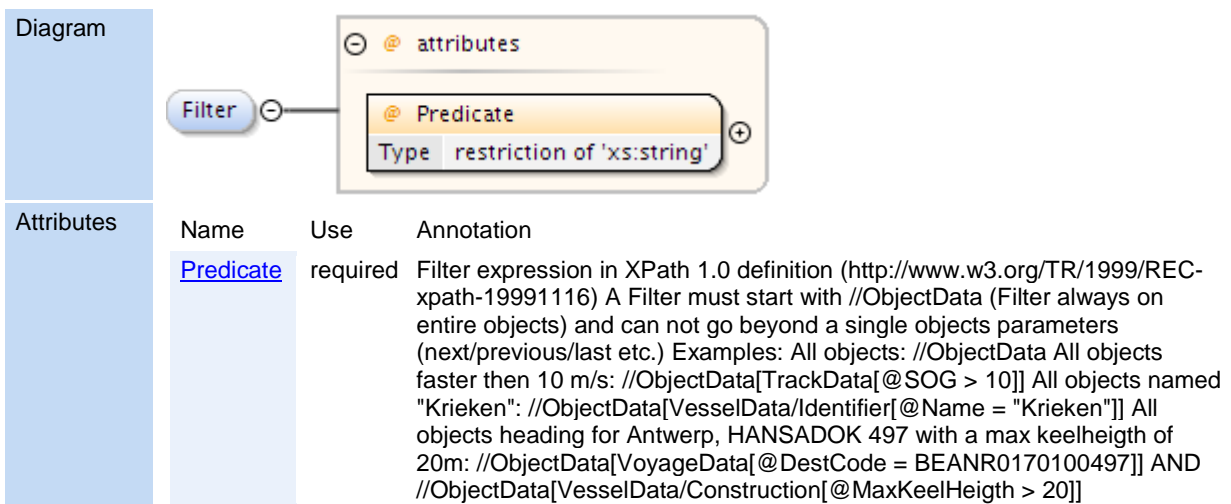 Diagram
@ attributes
Filter
@ Predicate
Type restriction of 'xs:string'
Attributes
Name Use Annotation
Predicate required Filter expression in XPath 1.0 definition (http://www.w3.org/TR/1999/REC-
xpath-19991116) A Filter must start with //ObjectData (Filter always on
entire objects) and can not go beyond a single objects parameters
(next/previous/last etc.) Examples: All objects: //ObjectData All objects
faster then 10 m/s: //ObjectData[TrackData[@SOG > 10]] All objects named
"Krieken": //ObjectData[VesselData/Identifier[@Name = "Krieken"]] All
objects heading for Antwerp, HANSADOK 497 with a max keelheigth of
20m: //ObjectData[VoyageData[@DestCode = BEANR0170100497]] AND
//ObjectData[VesselData/Construction[@MaxKeelHeigth > 20]]